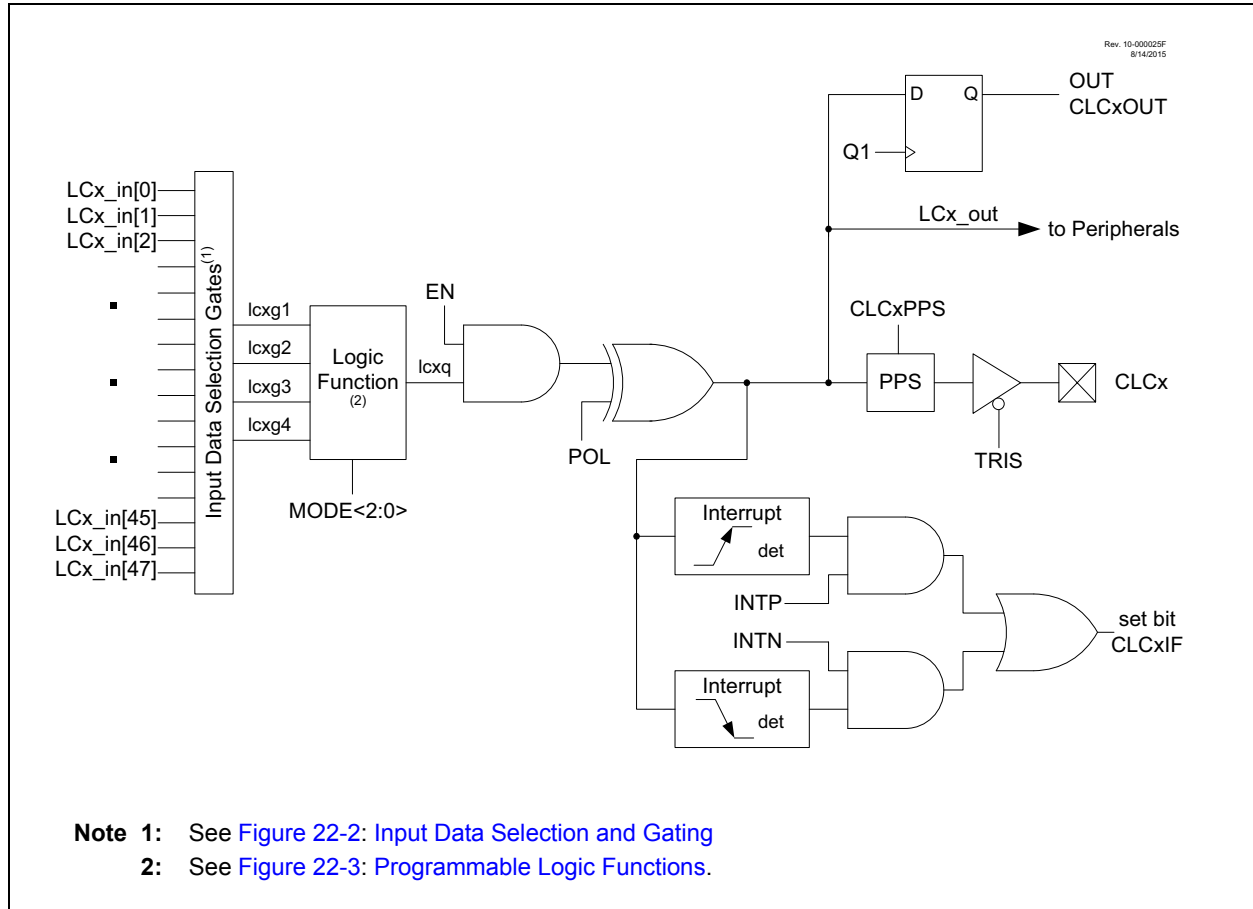 Rev. 10-000025F
8/14/2015
OUT
CLCxOUT
D
Q
Q1
LCx_out
to Peripherals
LCx_in[0]
LCx_in[1]
LCx_in[2]
Input Data Selection Gates(1)
lcxg1
lcxg2
lcxg3
lcxg4
Logic
Function
(2)
MODE<2:0>
EN
lcxq
POL
CLCxPPS
PPS
CLCx
TRIS
LCx_in[45]
LCx_in[46]
LCx_in[47]
Interrupt
det
INTP
INTN
Interrupt
det
set bit
CLCxIF
Note 1: See Figure 22-2: Input Data Selection and Gating
2: See Figure 22-3: Programmable Logic Functions.